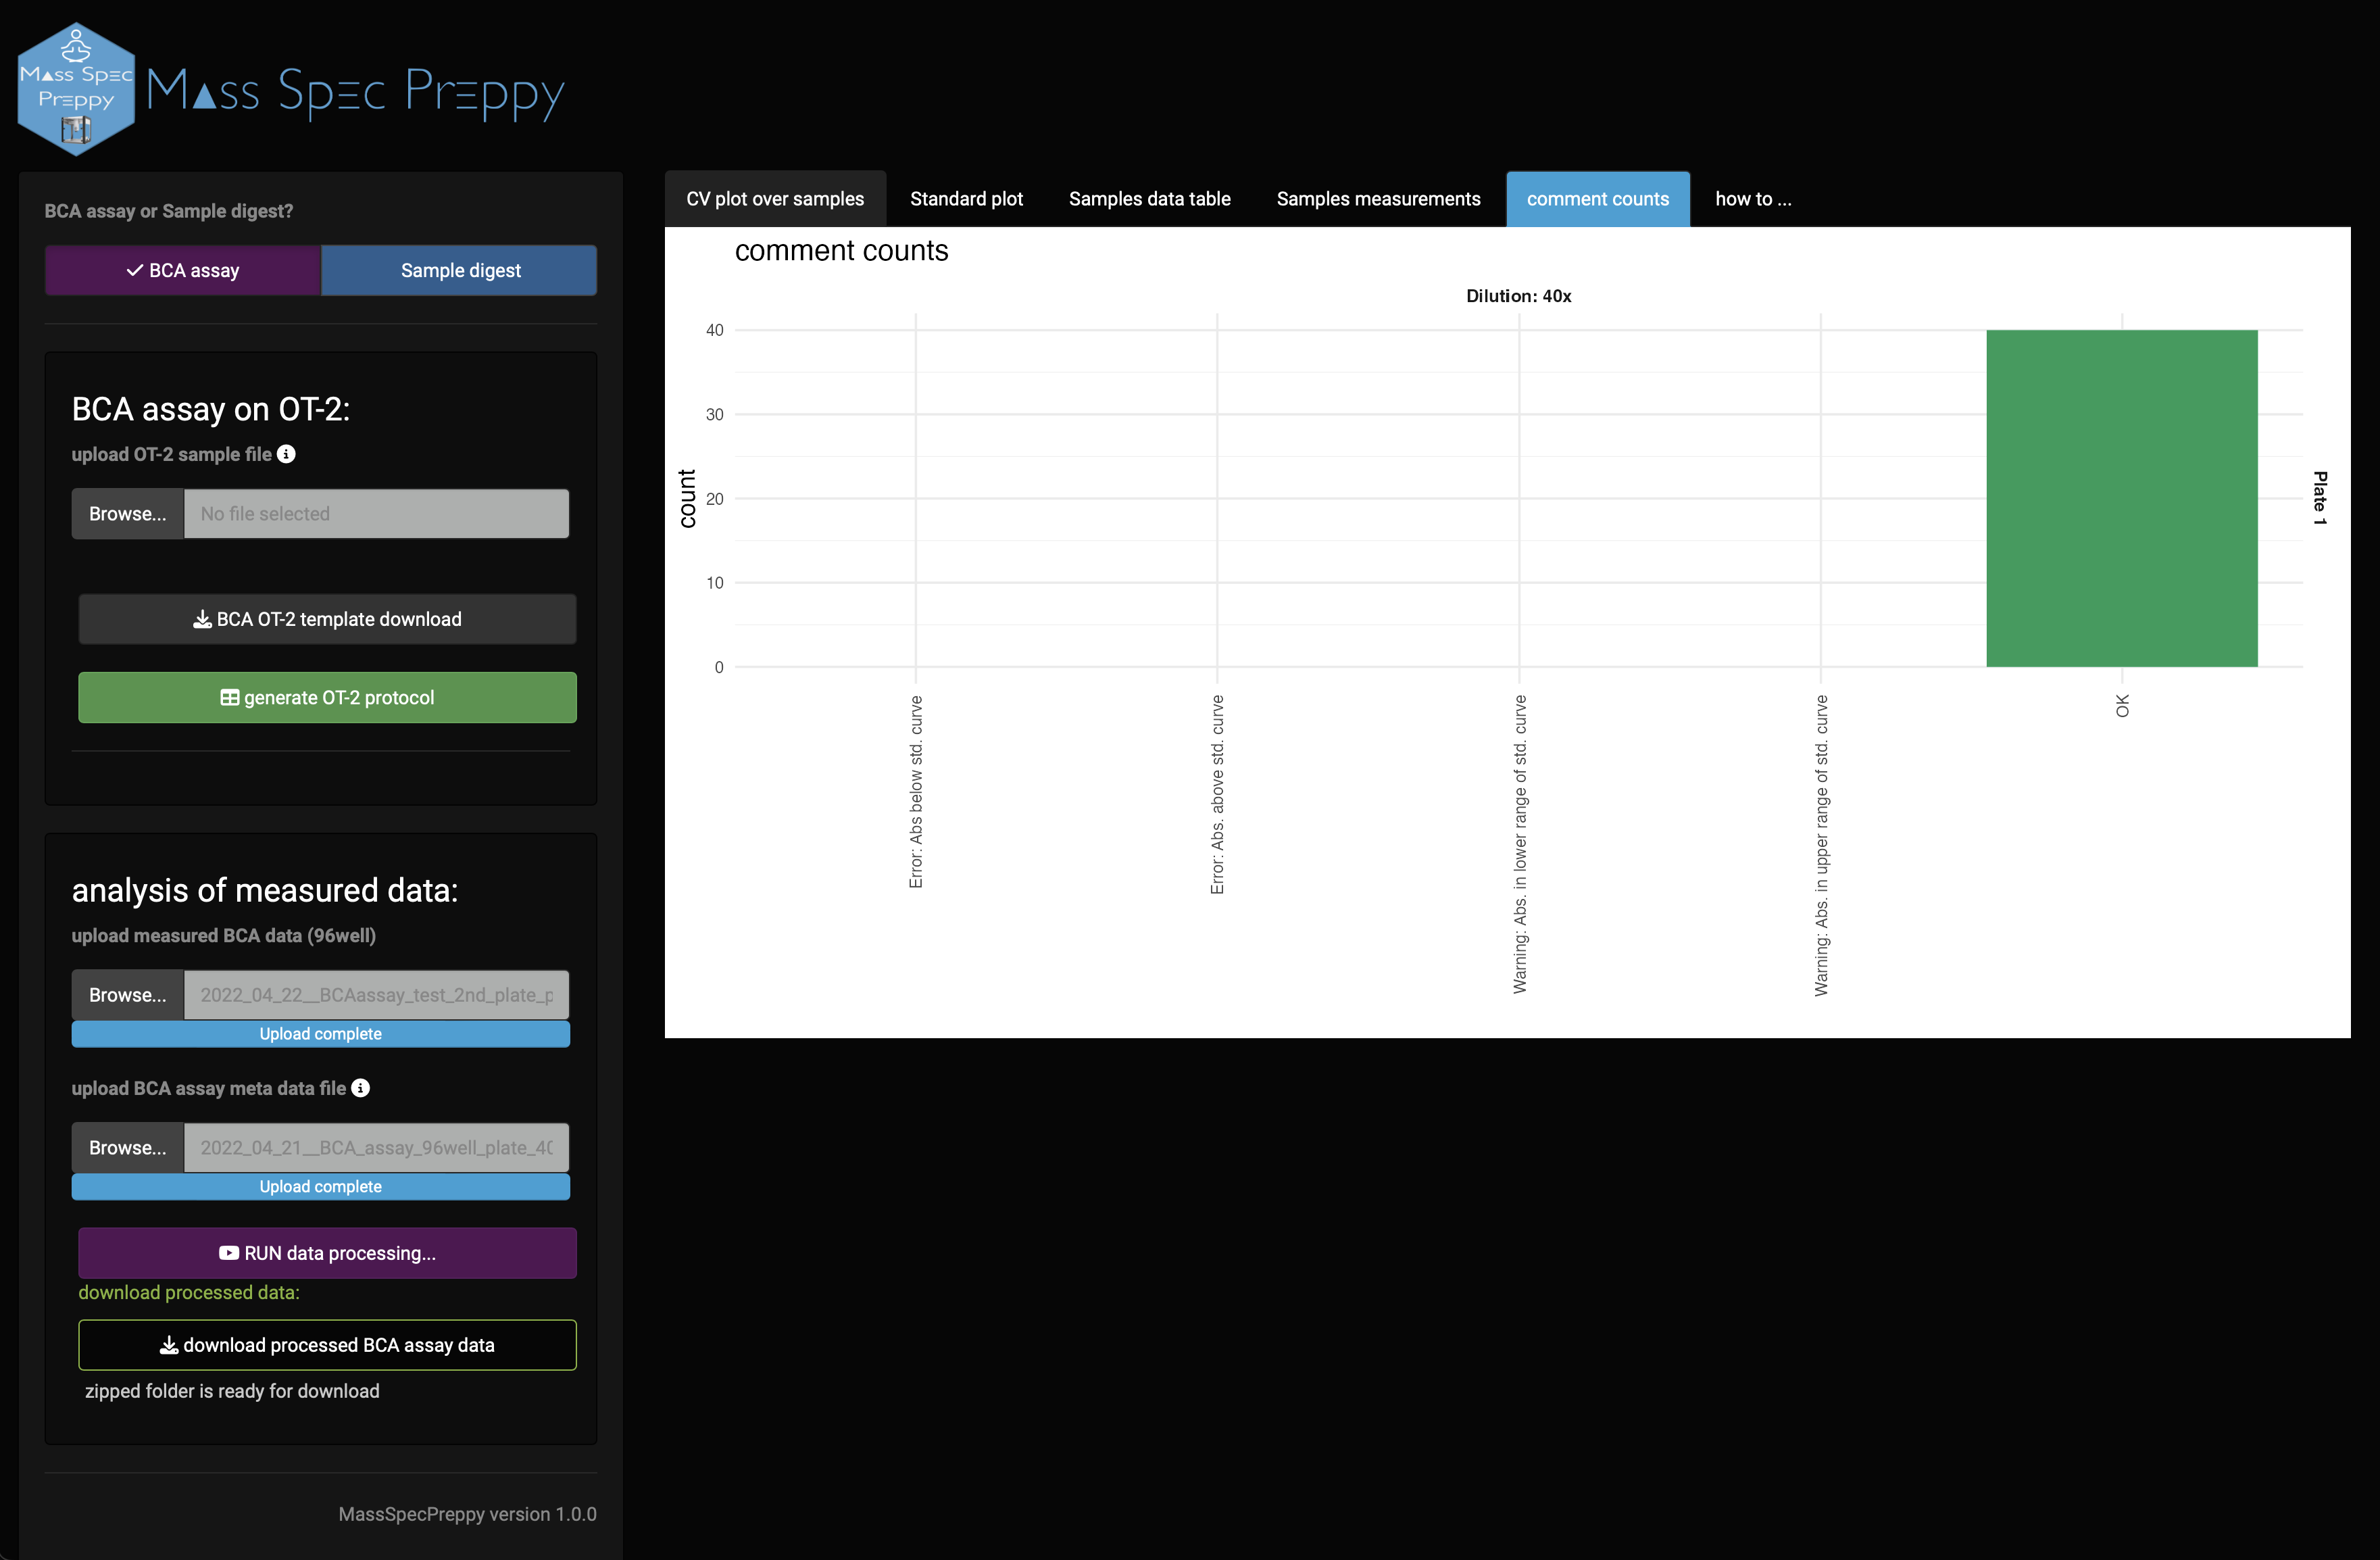 Mass Spec
Preppy
Mass Spec Preppy
BCA assay or Sample digest?
BCA assay
Sample digest
BCA assay on OT-2:
upload OT-2 sample file
Browse...
No file selected
BCA OT-2 template download
generate OT-2 protocol
analysis of measured data:
upload measured BCA data (96well)
Browse...
2022_04_22__BCAassay_test_2nd_plate_p
Upload complete
upload BCA assay meta data file
Browse...
2022_04_21__BCA_assay_96well_plate_40
Upload complete
RUN data processing...
download processed data:
download processed BCA assay data
zipped folder is ready for download
MassSpecPreppy version 1.0.0
CV plot over samples
Standard plot
Samples data table
Samples measurements
comment counts
how to ...
comment counts
Dilution: 40x
40
30
20
10
0
count
Plate 1
Error: Abs below std. curve
Error: Abs. above std. curve
Warning: Abs. in lower range of std. curve
Warning: Abs. in upper range of std. curve
OK